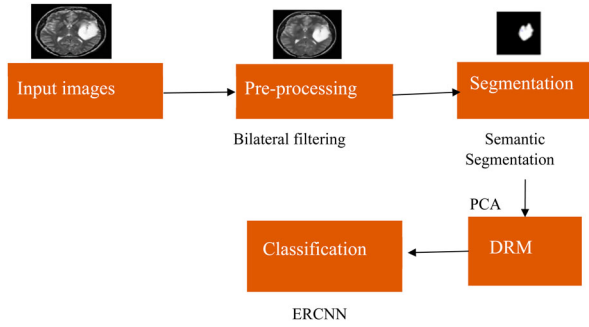 Input images
Pre-processing
Segmentation
Bilateral filtering
Semantic
Segmentation
PCA
DRM
Classification
ERCNN